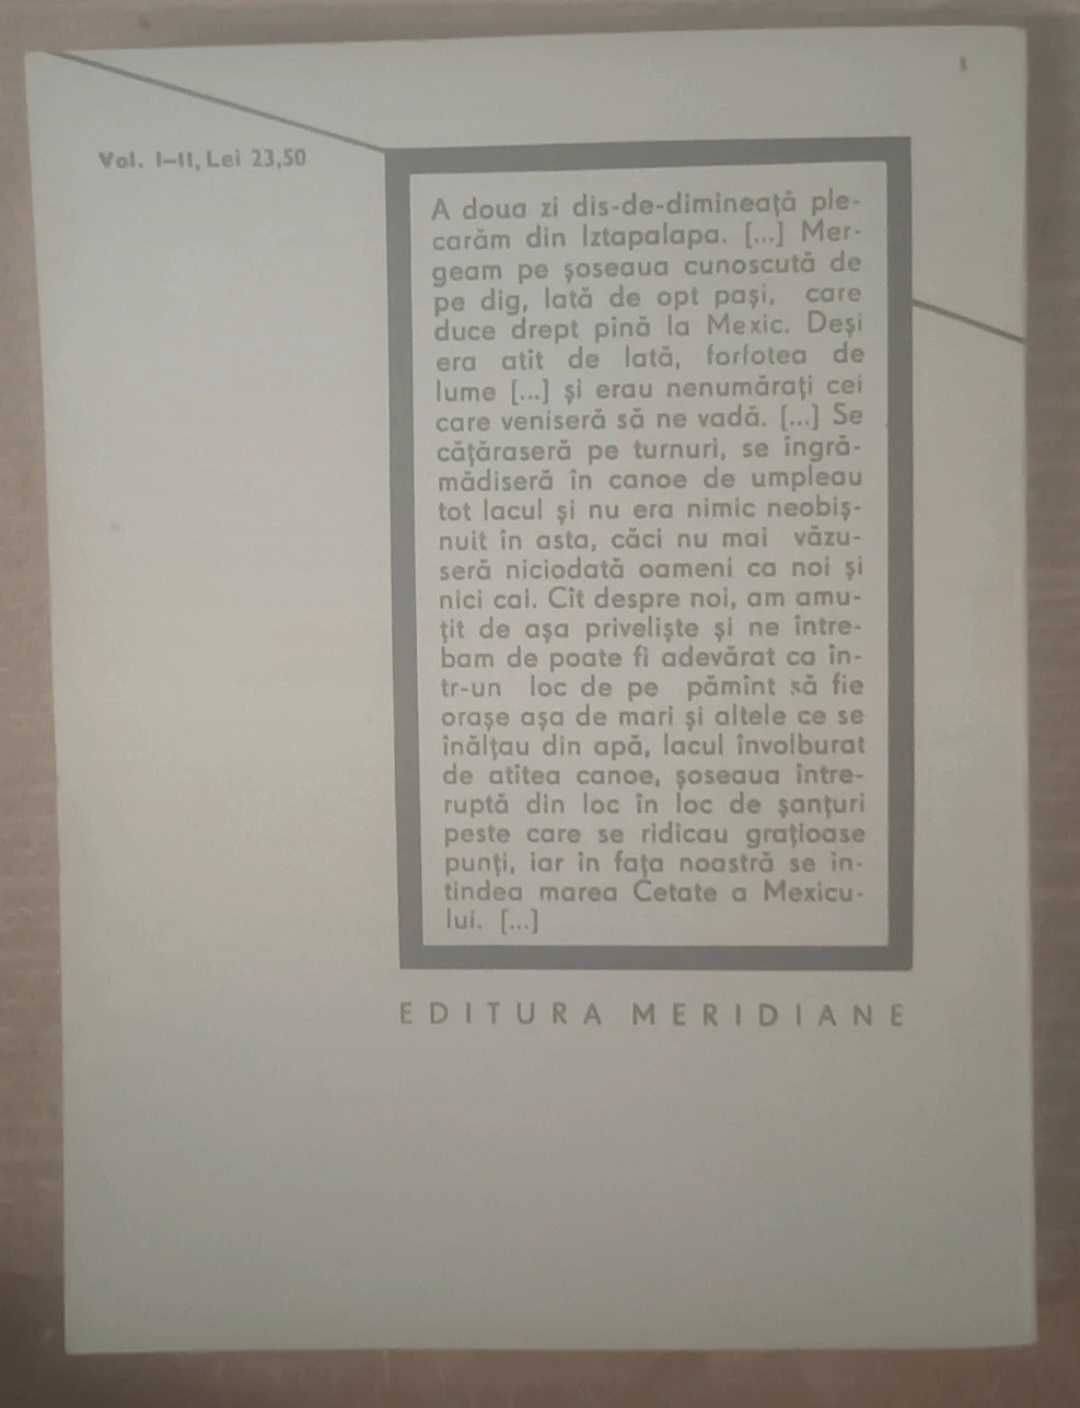 Vol. I–II, Lei 23,50
A doua zi dis-de-dimineață ple-
carăm din Iztapalapa. [...] Mer-
geam pe șoseaua cunoscută de
pe dig, lată de opt pași, care
duce drept pînă la Mexic. Deși
era atît de lată, forfotea de
lume [...] și erau nenumărați cei
care veniseră să ne vadă. [...] Se
cățăraseră pe turnuri, se îngră-
mădiseră în canoe de umpleau
tot lacul și nu era nimic neobiș-
nuit în asta, căci nu mai văzu-
seră niciodată oameni ca noi și
nici cai. Cît despre noi, am amu-
țit de așa priveliște și ne între-
bam de poate fi adevărat ca în-
tr-un loc de pe pămînt să fie
orașe așa de mari și altele ce se
înălțau din apă, lacul învolburat
de atîtea canoe, șoseaua între-
ruptă din loc în loc de șanțuri
peste care se ridicau grațioase
punți, iar în fața noastră se în-
tindea marea Cetate a Mexicu-
lui. [...]
EDITURA MERIDIANE